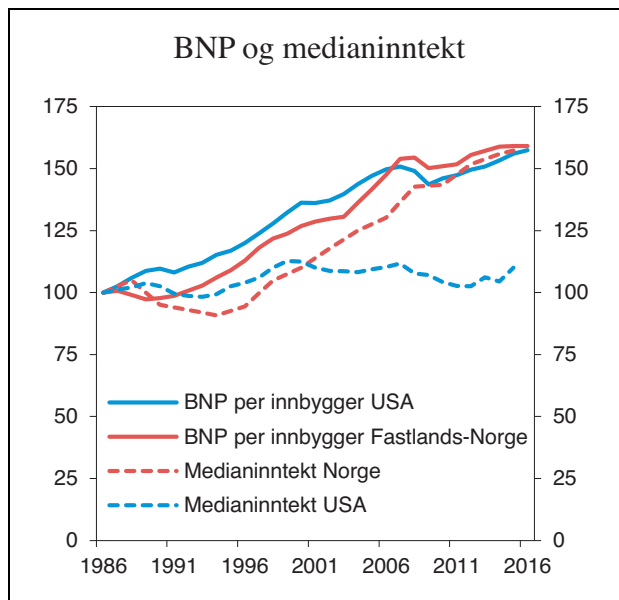 BNP og medianinntekt
175 175
150 150
125 125
100 100
75 75
BNP per innbygger USA
50 50
BNP per innbygger Fastlands-Norge
25 25
Medianinntekt Norge
Medianinntekt USA
0 0
1986 1991 1996 2001 2006 2011 2016